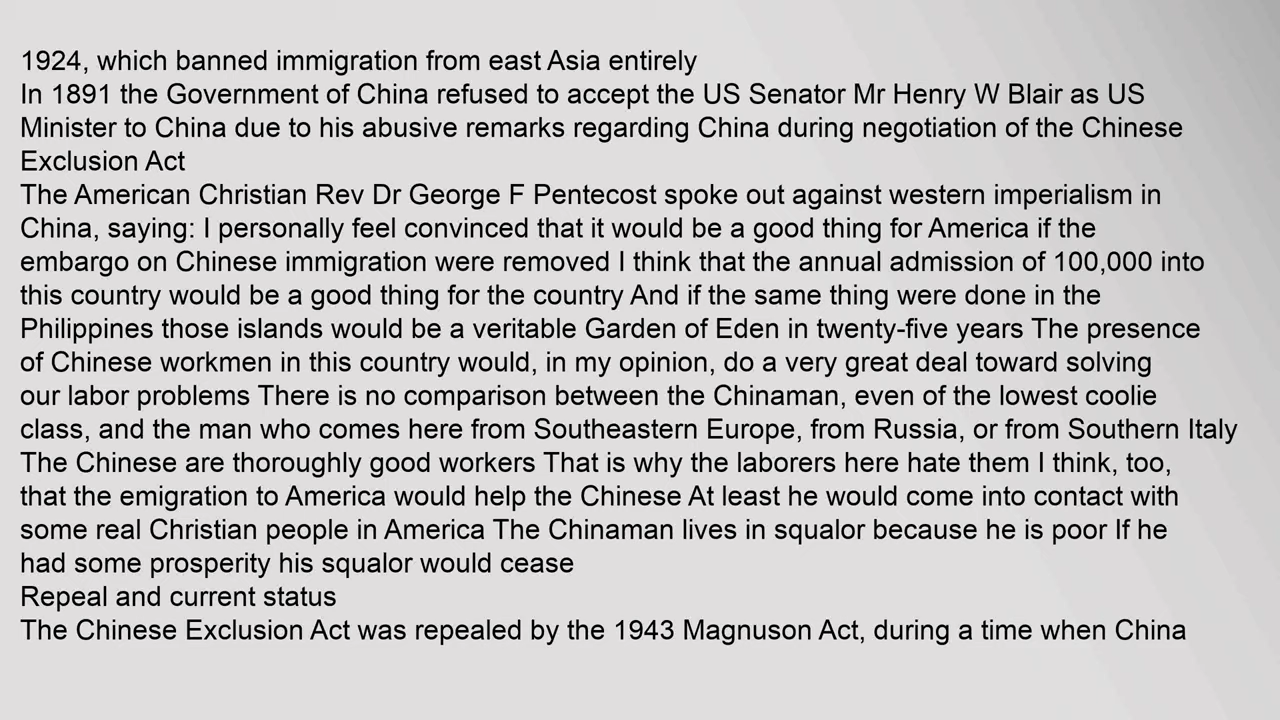 1924, which banned immigration from east Asia entirely
In 1891 the Government of China refused to accept the US Senator Mr Henry W Blair as US
Minister to China due to his abusive remarks regarding China during negotiation of the Chinese
Exclusion Act
The American Christian Rev Dr George F Pentecost spoke out against western imperialism in
China, saying: I personally feel convinced that it would be a good thing for America if the
embargo on Chinese immigration were removed I think that the annual admission of 100,000 into
this country would be a good thing for the country And if the same thing were done in the
Philippines those islands would be a veritable Garden of Eden in twenty-five years The presence
of Chinese workmen in this country would, in my opinion, do a very great deal toward solving
our labor problems There is no comparison between the Chinaman, even of the lowest coolie
class, and the man who comes here from Southeastern Europe, from Russia, or from Southern Italy
The Chinese are thoroughly good workers That is why the laborers here hate them I think, too,
that the emigration to America would help the Chinese At least he would come into contact with
some real Christian people in America The Chinaman lives in squalor because he is poor If he
had some prosperity his squalor would cease
Repeal and current status
The Chinese Exclusion Act was repealed by the 1943 Magnuson Act, during a time when China